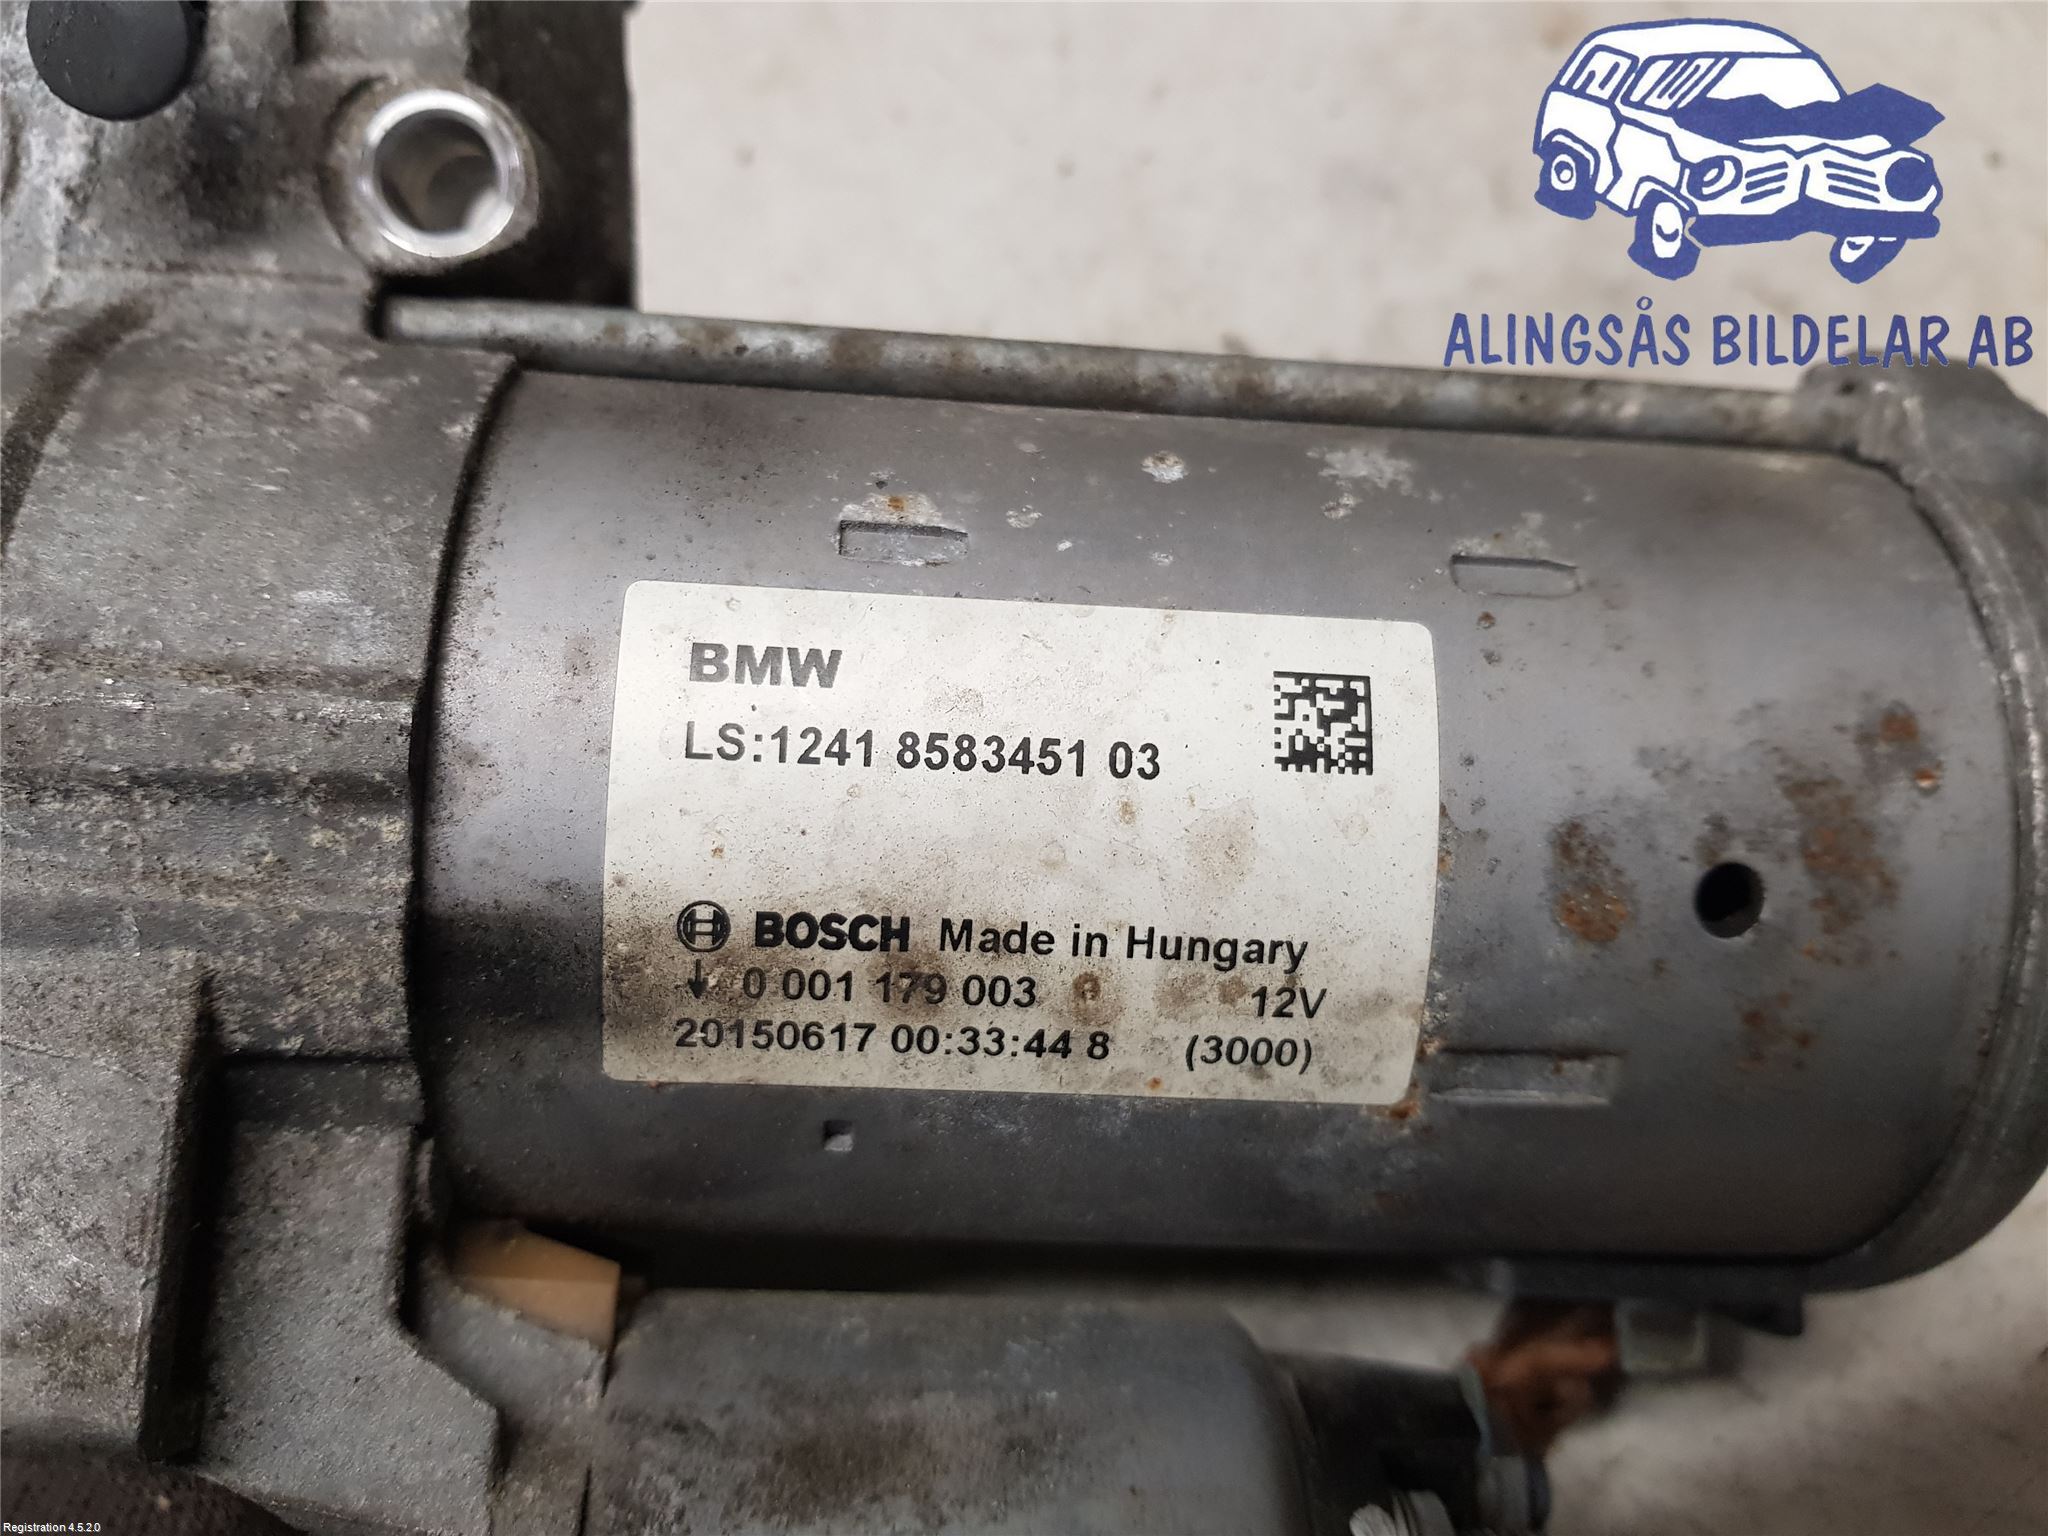 ALINGSÅS BILDELAR AB
BMW
LS:1241 8583451 03
BOSCH Made in Hungary
0 001 179 003 12V
20150617 00:33:44 8 (3000)
Registration 4.5.2.0